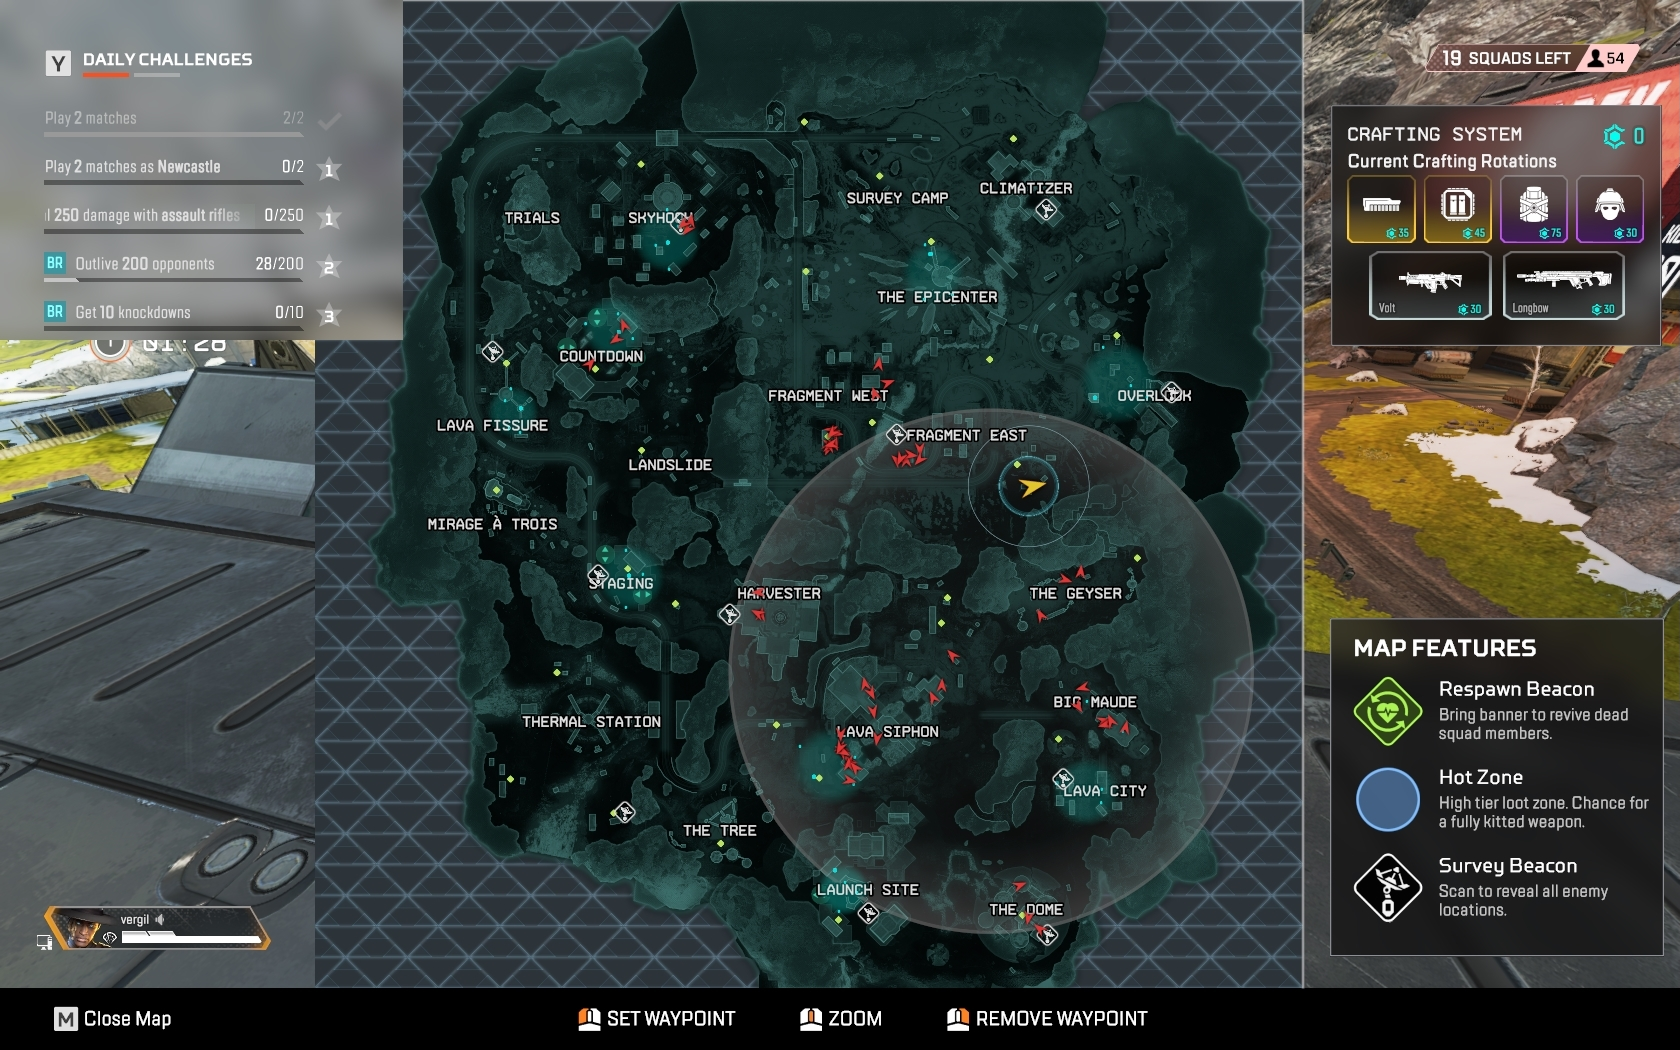 Y DAILY CHALLENGES
Play 2 matches 2/2
Play 2 matches as Newcastle 0/2 1
l 250 damage with assault rifles 0/250 1
BR Outlive 200 opponents 28/200 2
BR Get 10 knockdowns 0/10 3
01:28
vergil
M Close Map
TRIALS
SKYHOOK
SURVEY CAMP
CLIMATIZER
THE EPICENTER
COUNTDOWN
FRAGMENT WEST
OVERLOOK
LAVA FISSURE
FRAGMENT EAST
LANDSLIDE
MIRAGE À TROIS
STAGING
HARVESTER
THE GEYSER
BIG MAUDE
THERMAL STATION
LAVA SIPHON
LAVA CITY
THE TREE
LAUNCH SITE
THE DOME
SET WAYPOINT
ZOOM
REMOVE WAYPOINT
19 SQUADS LEFT 54
CRAFTING SYSTEM 0
Current Crafting Rotations
35 45 75 30
Volt 30 Longbow 30
MAP FEATURES
Respawn Beacon
Bring banner to revive dead
squad members.
Hot Zone
High tier loot zone. Chance for
a fully kitted weapon.
Survey Beacon
Scan to reveal all enemy
locations.